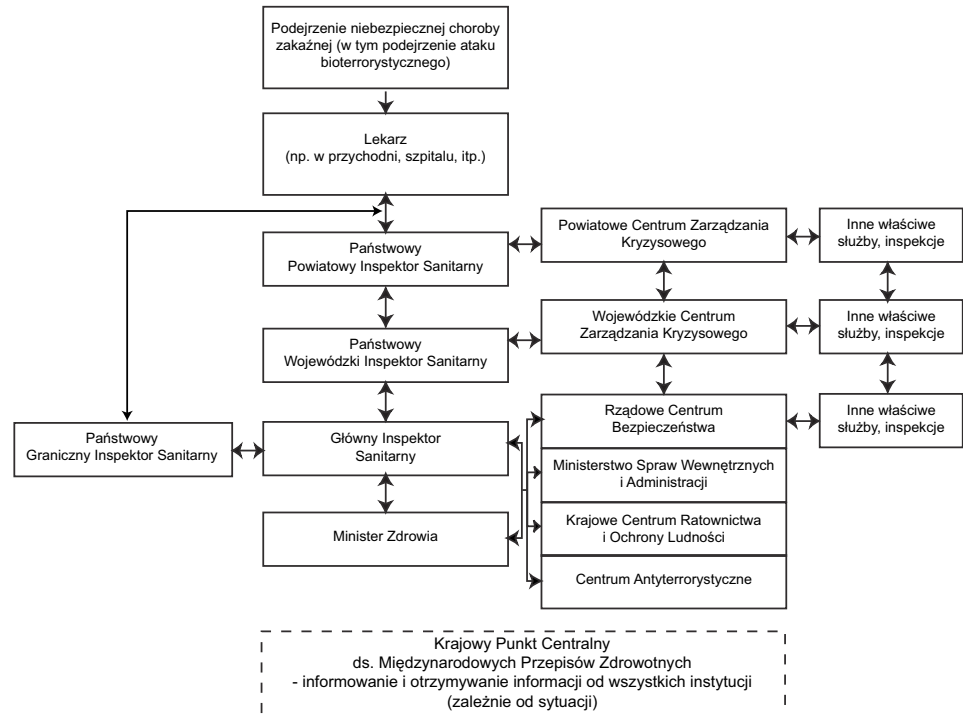 Podejrzenie niebezpiecznej choroby
zakaźnej (w tym podejrzenie ataku
bioterrorystycznego)
Lekarz
(np. w przychodni, szpitalu, itp.)
Państwowy
Powiatowy Inspektor Sanitarny
Powiatowe Centrum Zarządzania
Kryzysowego
Inne właściwe
służby, inspekcje
Państwowy
Wojewódzki Inspektor Sanitarny
Wojewódzkie Centrum
Zarządzania Kryzysowego
Inne właściwe
służby, inspekcje
Państwowy
Graniczny Inspektor Sanitarny
Główny Inspektor
Sanitarny
Rządowe Centrum
Bezpieczeństwa
Inne właściwe
służby, inspekcje
Ministerstwo Spraw Wewnętrznych
i Administracji
Minister Zdrowia
Krajowe Centrum Ratownictwa
i Ochrony Ludności
Centrum Antyterrorystyczne
Krajowy Punkt Centralny
ds. Międzynarodowych Przepisów Zdrowotnych
- informowanie i otrzymywanie informacji od wszystkich instytucji
(zależnie od sytuacji)